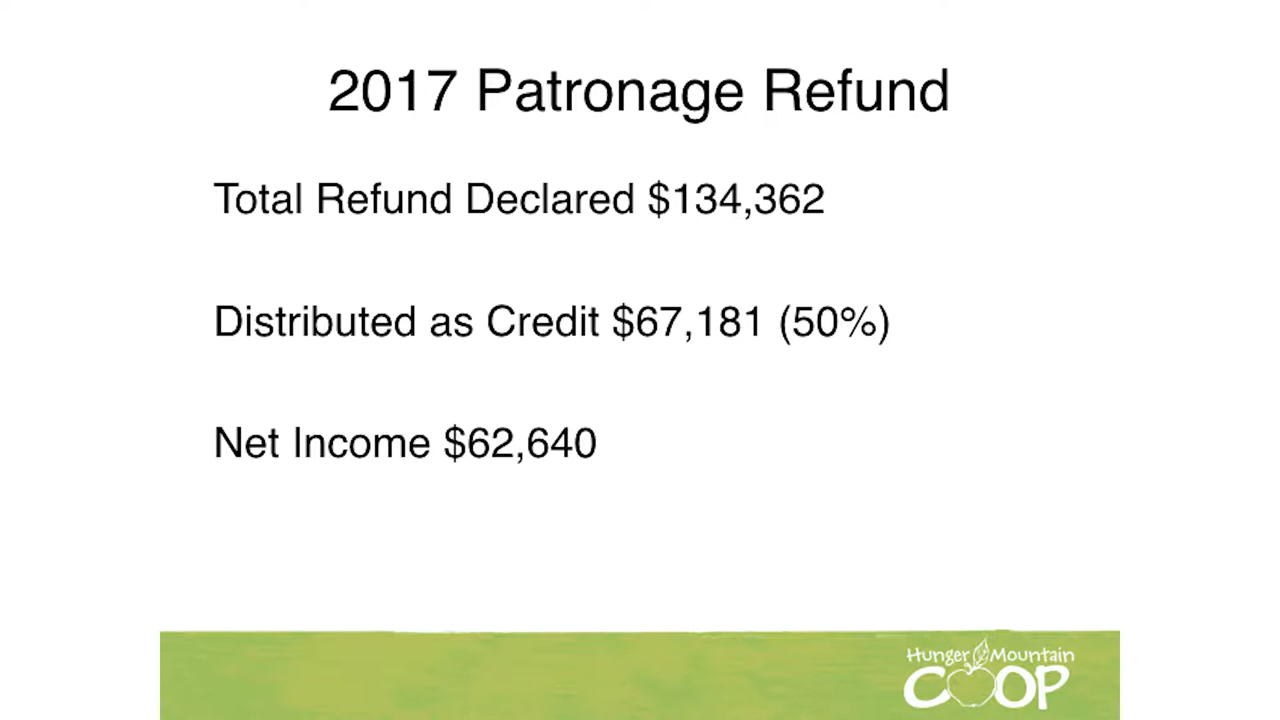 2017 Patronage Refund
Total Refund Declared $134,362
Distributed as Credit $67,181 (50%)
Net Income $62,640
Hunger Mountain
COOP